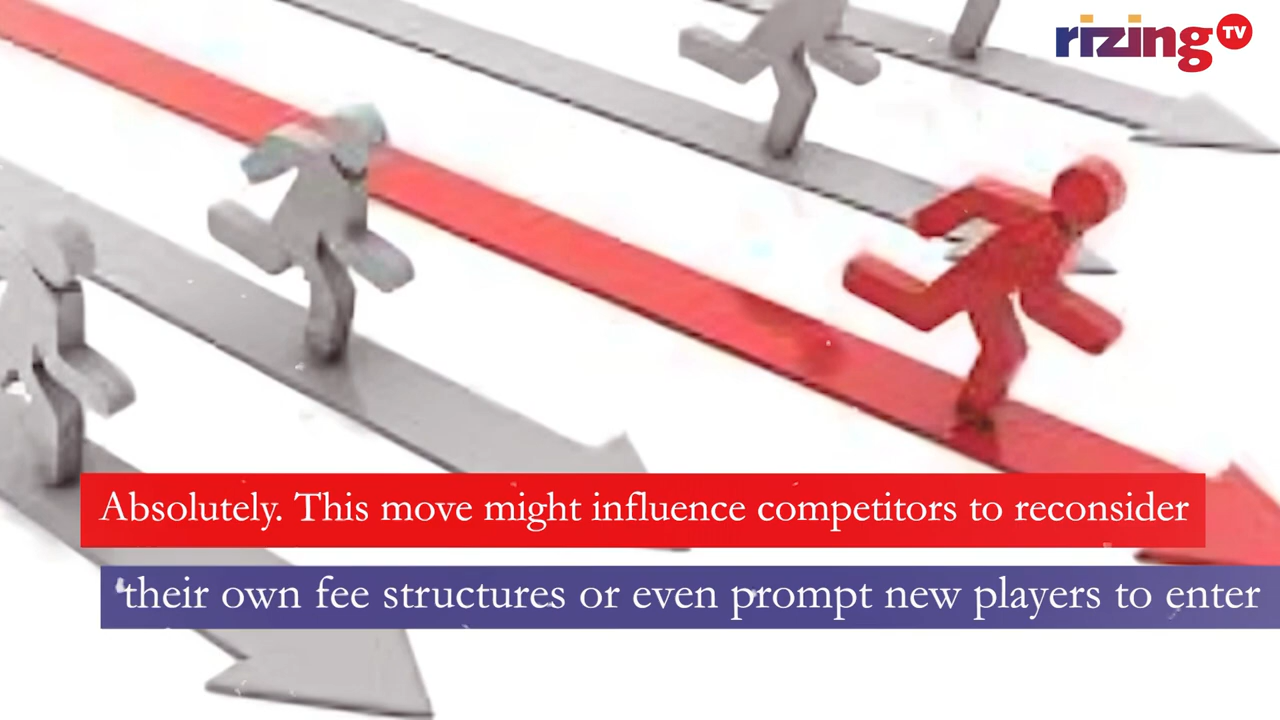 rizing TV
Absolutely. This move might influence competitors to reconsider
their own fee structures or even prompt new players to enter